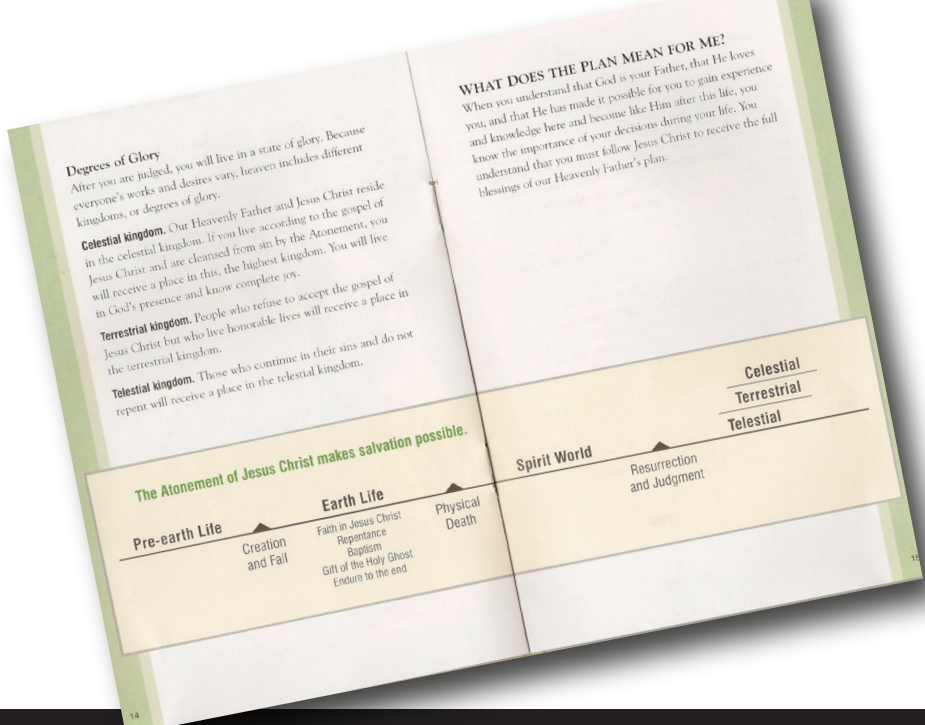 Degrees of Glory
After you are judged, you will live in a state of glory. Because
everyone's works and desires vary, heaven includes different
kingdoms, or degrees of glory.
Celestial kingdom. Our Heavenly Father and Jesus Christ reside
in the celestial kingdom. If you live according to the gospel of
Jesus Christ and are cleansed from sin by the Atonement, you
will receive a place in this, the highest kingdom. You will live
in God's presence and know complete joy.
Terrestrial kingdom. People who refuse to accept the gospel of
Jesus Christ but who live honorable lives will receive a place in
the terrestrial kingdom.
Telestial kingdom. Those who continue in their sins and do not
repent will receive a place in the telestial kingdom.
WHAT DOES THE PLAN MEAN FOR ME?
When you understand that God is your Father, that He loves
you, and that He has made it possible for you to gain experience
and knowledge here and become like Him after this life, you
know the importance of your decisions during your life. You
understand that you must follow Jesus Christ to receive the full
blessings of our Heavenly Father's plan.
The Atonement of Jesus Christ makes salvation possible.
Pre-earth Life
Creation
and Fall
Earth Life
Faith in Jesus Christ
Repentance
Baptism
Gift of the Holy Ghost
Endure to the end
Physical
Death
Spirit World
Resurrection
and Judgment
Celestial
Terrestrial
Telestial
14
15